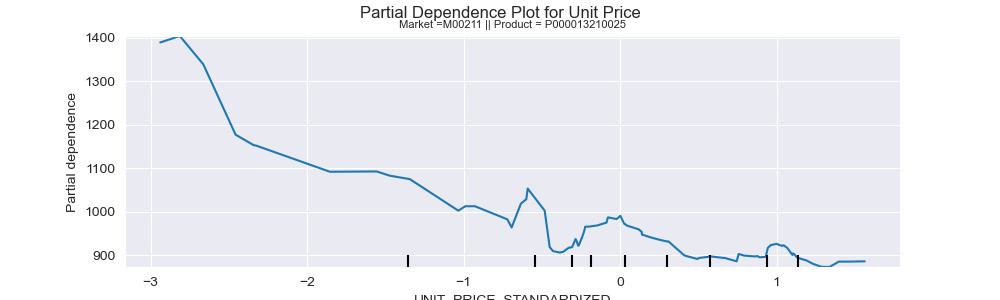 Partial Dependence Plot for Unit Price
Market =M00211 || Product = P000013210025
1400
1300
1200
1100
1000
900
Partial dependence
−3
−2
−1
0
1
UNIT_PRICE_STANDARDIZED